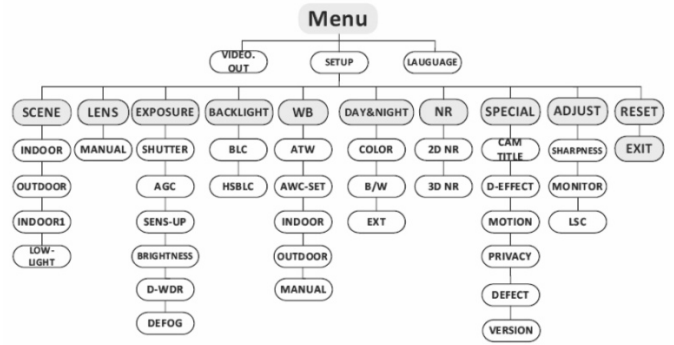 Menu
VIDEO.
OUT
SETUP
LAUGUAGE
SCENE LENS EXPOSURE BACKLIGHT WB DAY&NIGHT NR SPECIAL ADJUST RESET
INDOOR MANUAL SHUTTER BLC ATW COLOR 2D NR CAM
TITLE SHARPNESS EXIT
OUTDOOR AGC HSBLC AWC-SET B/W 3D NR D-EFFECT MONITOR
INDOOR1 SENS-UP INDOOR EXT MOTION LSC
LOW-
LIGHT BRIGHTNESS OUTDOOR PRIVACY
D-WDR MANUAL DEFECT
DEFOG VERSION